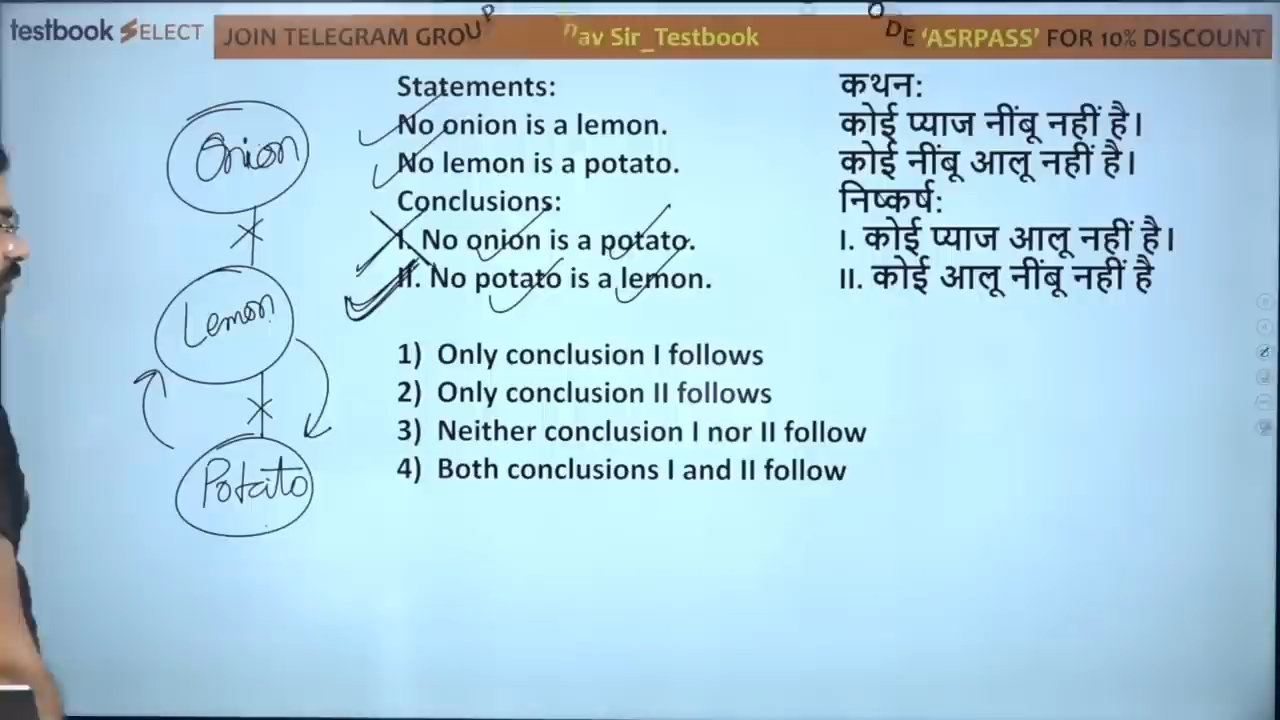 testbook SELECT
JOIN TELEGRAM GROUP
nav Sir_Testbook
ODE 'ASRPASS' FOR 10% DISCOUNT
Onion
Lemon
Potato
Statements:
No onion is a lemon.
No lemon is a potato.
Conclusions:
I. No onion is a potato.
II. No potato is a lemon.
1) Only conclusion I follows
2) Only conclusion II follows
3) Neither conclusion I nor II follow
4) Both conclusions I and II follow
कथन:
कोई प्याज नींबू नहीं है।
कोई नींबू आलू नहीं है।
निष्कर्ष:
I. कोई प्याज आलू नहीं है।
II. कोई आलू नींबू नहीं है